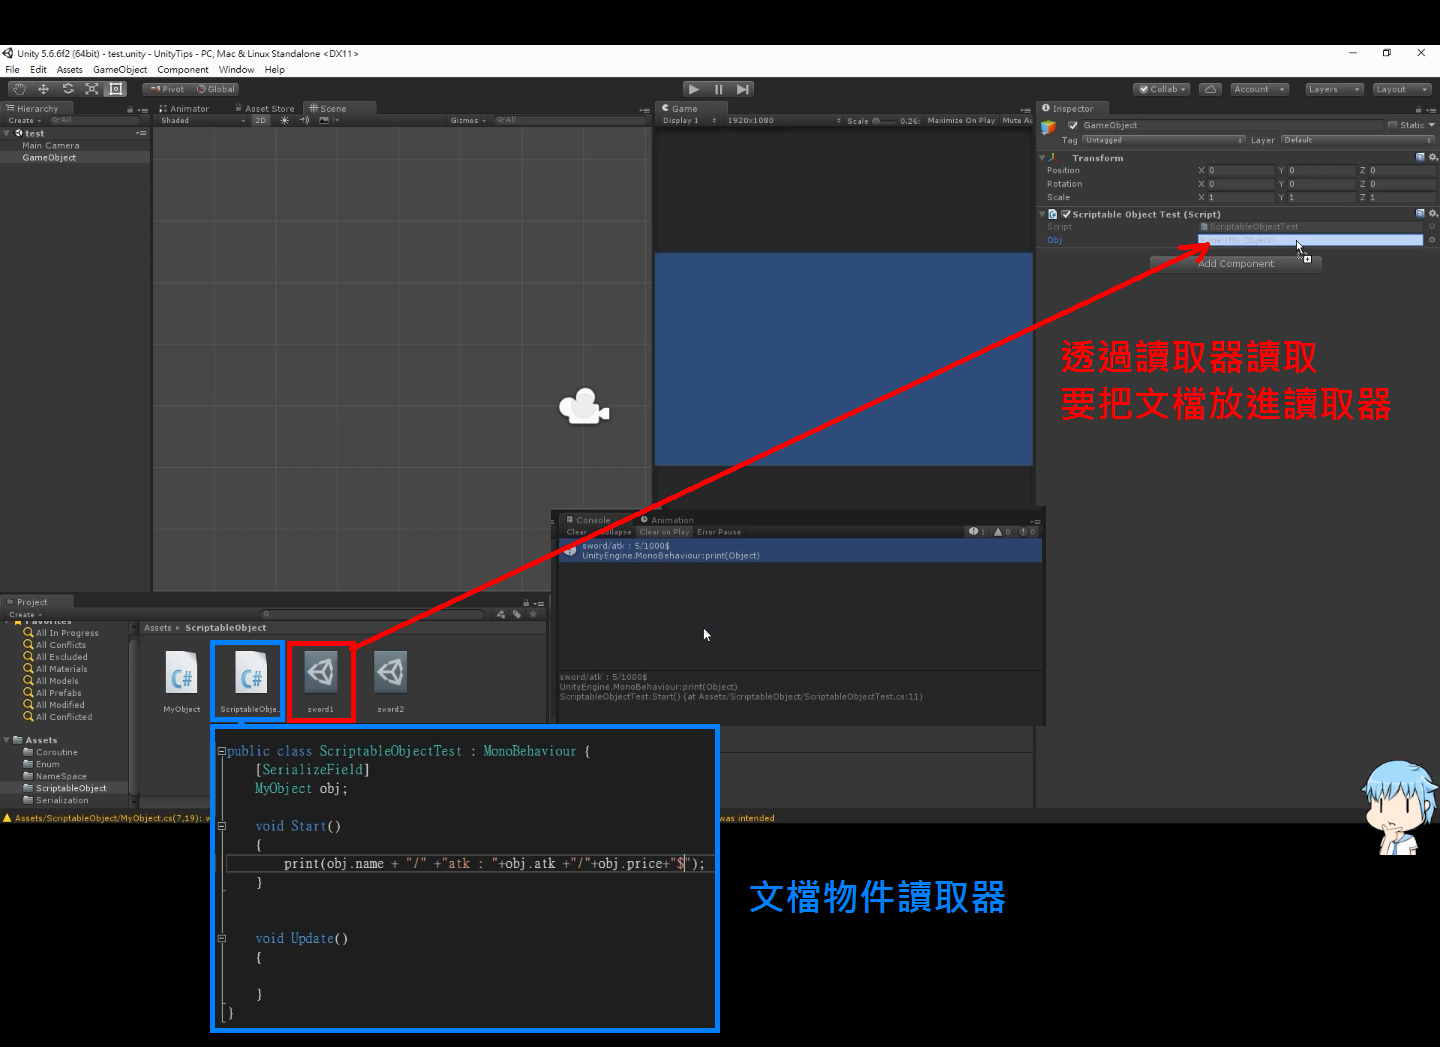 Unity 5.6.6f2 (64bit) - test.unity - UnityTips - PC, Mac & Linux Standalone <DX11>
File Edit Assets GameObject Component Window Help
Pivot Global
Collab Account Layers Layout
Hierarchy
Create All
test
Main Camera
GameObject
Animator Asset Store Scene
Shaded 2D Gizmos All
Game
Display 1 1920x1080 Scale 0.26: Maximize On Play Mute Au
Inspector
GameObject Static
Tag Untagged Layer Default
Transform
Position X 0 Y 0 Z 0
Rotation X 0 Y 0 Z 0
Scale X 1 Y 1 Z 1
Scriptable Object Test (Script)
Script ScriptableObjectTest
Obj
Add Component
透過讀取器讀取
要把文檔放進讀取器
Console Animation
Clear Collapse Clear on Play Error Pause 1 0 0
sword/atk : 5/1000$
UnityEngine.MonoBehaviour:print(Object)
sword/atk : 5/1000$
UnityEngine.MonoBehaviour:print(Object)
ScriptableObjectTest:Start() (at Assets/ScriptableObject/ScriptableObjectTest.cs:11)
Project
Create
Favorites
All In Progress
All Conflicts
All Excluded
All Materials
All Models
All Prefabs
All Modified
All Conflicted
Assets
Coroutine
Enum
NameSpace
ScriptableObject
Serialization
Assets ▸ ScriptableObject
C# C#
MyObject ScriptableObje.. sword1 sword2
Assets/ScriptableObject/MyObject.cs(7,19): w
was intended
public class ScriptableObjectTest : MonoBehaviour {
[SerializeField]
MyObject obj;
void Start()
{
print(obj.name + "/" +"atk : "+obj.atk +"/"+obj.price+"$");
}
void Update()
{
}
}
文檔物件讀取器